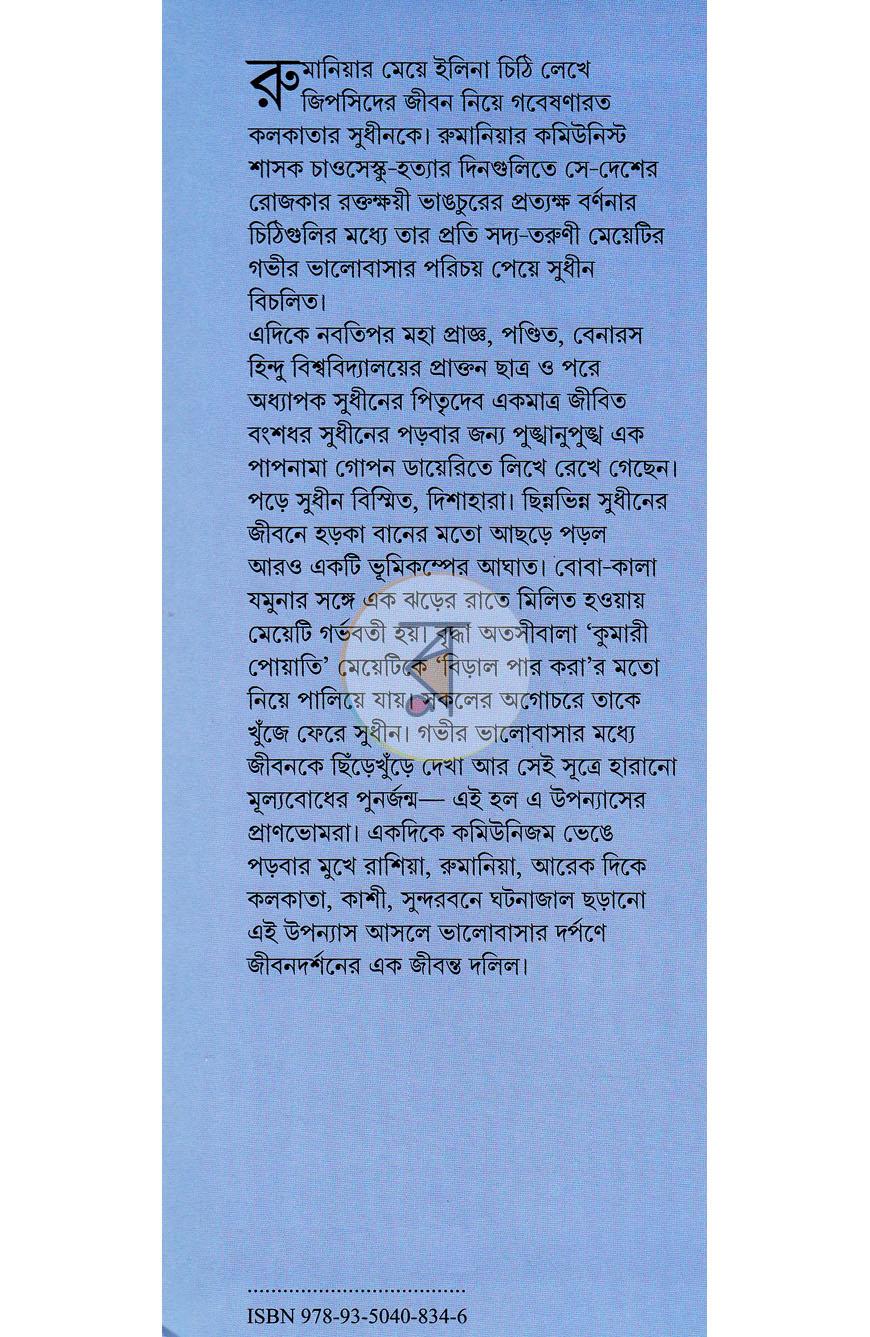 রুমানিয়ার মেয়ে ইলিনা চিঠি লেখে
জিপসিদের জীবন নিয়ে গবেষণারত
কলকাতার সুধীনকে। রুমানিয়ার কমিউনিস্ট
শাসক চাওসেস্কু-হত্যার দিনগুলিতে সে-দেশের
রোজকার রক্তক্ষয়ী ভাঙচুরের প্রত্যক্ষ বর্ণনার
চিঠিগুলির মধ্যে তার প্রতি সদ্য-তরুণী মেয়েটির
গভীর ভালোবাসার পরিচয় পেয়ে সুধীন
বিচলিত।
এদিকে নবতিপর মহা প্রাজ্ঞ, পণ্ডিত, বেনারস
হিন্দু বিশ্ববিদ্যালয়ের প্রাক্তন ছাত্র ও পরে
অধ্যাপক সুধীনের পিতৃদেব একমাত্র জীবিত
বংশধর সুধীনের পড়বার জন্য পুঙ্খানুপুঙ্খ এক
পাপনামা গোপন ডায়েরিতে লিখে রেখে গেছেন।
পড়ে সুধীন বিস্মিত, দিশাহারা। ছিন্নভিন্ন সুধীনের
জীবনে হড়কা বানের মতো আছড়ে পড়ল
আরও একটি ভূমিকম্পের আঘাত। বোবা-কালা
যমুনার সঙ্গে এক ঝড়ের রাতে মিলিত হওয়ায়
মেয়েটি গর্ভবতী হয়। বৃদ্ধা অতসীবালা ‘কুমারী
পোয়াতি’ মেয়েটিকে ‘বিড়াল পার করা’র মতো
নিয়ে পালিয়ে যায়। সকলের অগোচরে তাকে
খুঁজে ফেরে সুধীন। গভীর ভালোবাসার মধ্যে
জীবনকে ছিঁড়েখুঁড়ে দেখা আর সেই সূত্রে হারানো
মূল্যবোধের পুনর্জন্ম— এই হল এ উপন্যাসের
প্রাণভোমরা। একদিকে কমিউনিজম ভেঙে
পড়বার মুখে রাশিয়া, রুমানিয়া, আরেক দিকে
কলকাতা, কাশী, সুন্দরবনে ঘটনাজাল ছড়ানো
এই উপন্যাস আসলে ভালোবাসার দর্পণে
জীবনদর্শনের এক জীবন্ত দলিল।
র
ISBN 978-93-5040-834-6